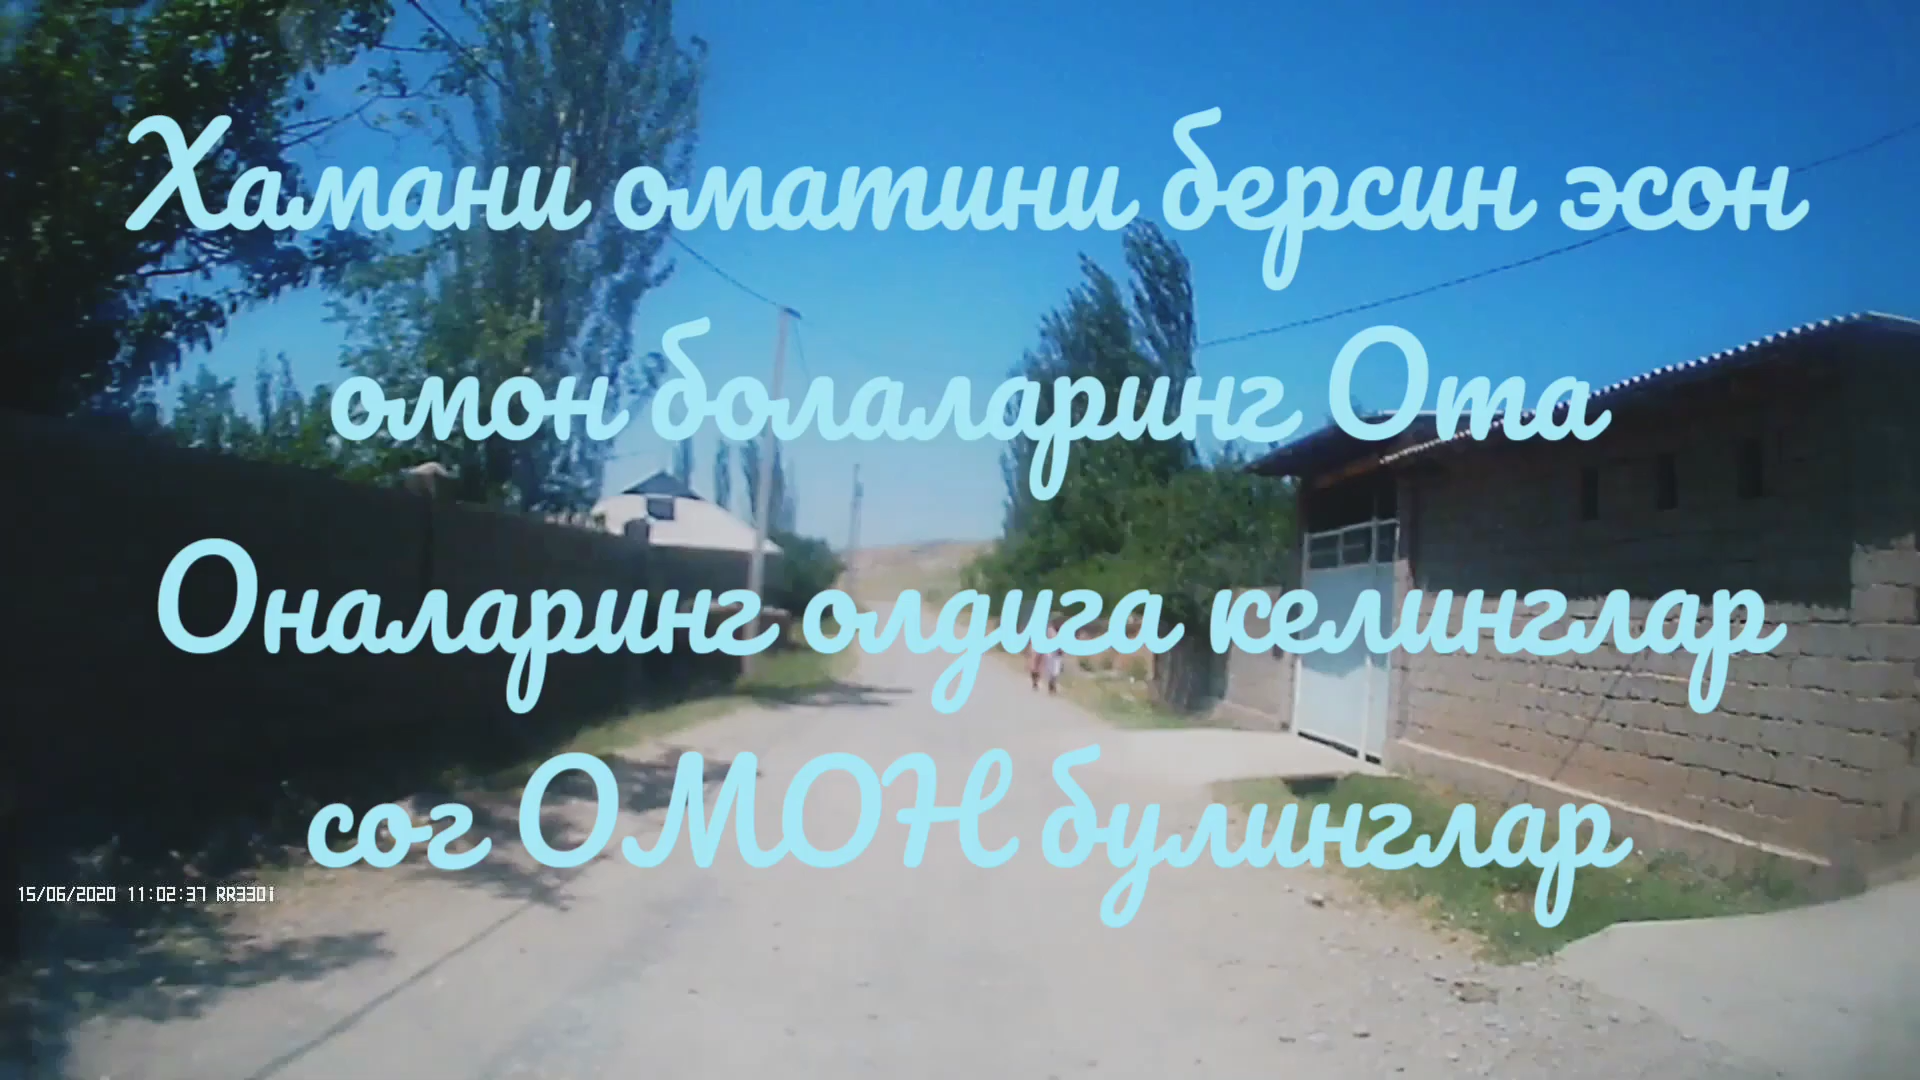 Хамани оматини берсин эсон
омон болаларинг Ота
Оналаринг олдига келинглар
сог ОМОН булинглар
15/06/2020 11:02:37 RR330i